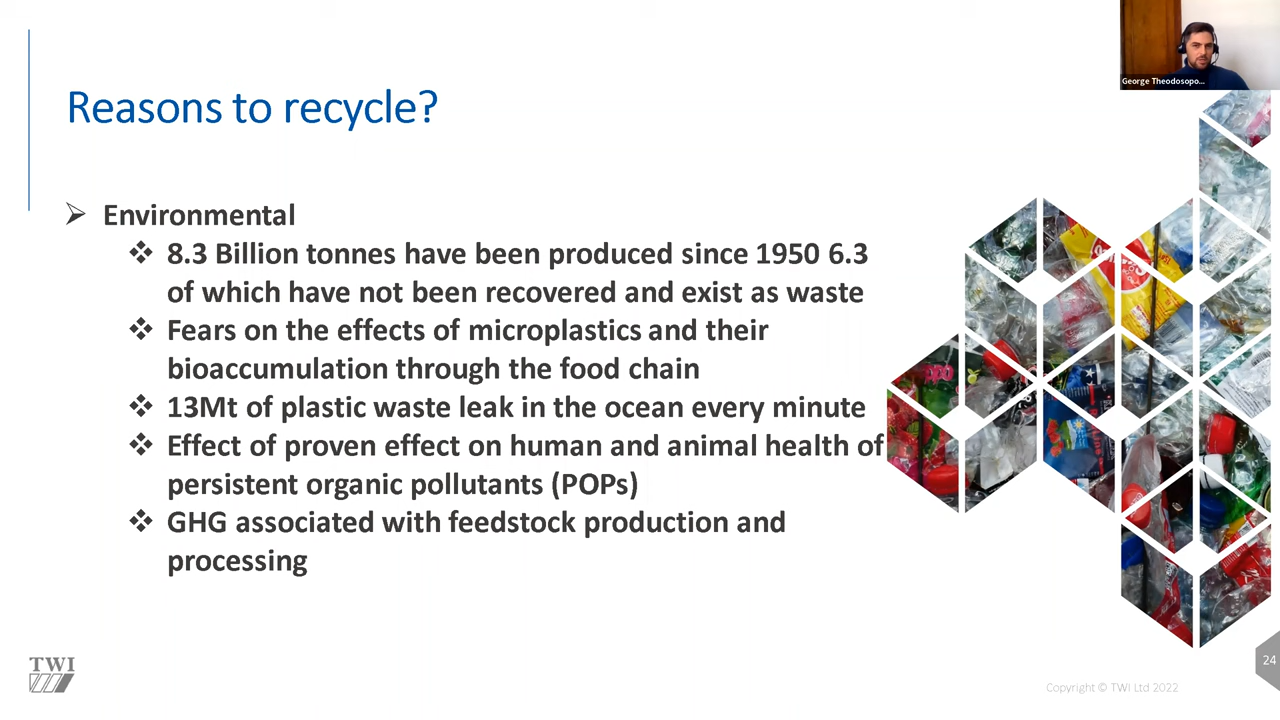 George Theodosopo...
Reasons to recycle?
Environmental
8.3 Billion tonnes have been produced since 1950 6.3
of which have not been recovered and exist as waste
Fears on the effects of microplastics and their
bioaccumulation through the food chain
13Mt of plastic waste leak in the ocean every minute
Effect of proven effect on human and animal health of
persistent organic pollutants (POPs)
GHG associated with feedstock production and
processing
TWI
Copyright © TWI Ltd 2022
24